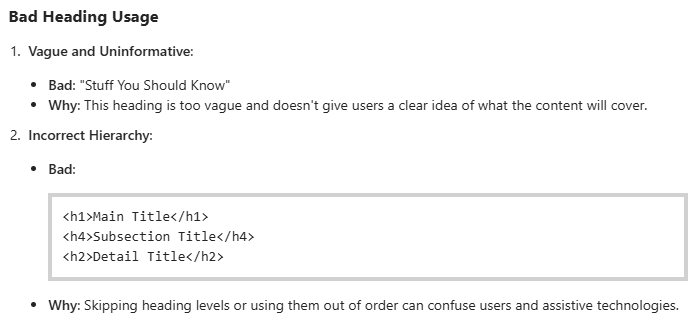 Bad Heading Usage
1. Vague and Uninformative:
• Bad: "Stuff You Should Know"
• Why: This heading is too vague and doesn't give users a clear idea of what the content will cover.
2. Incorrect Hierarchy:
• Bad:
<h1>Main Title</h1>
<h4>Subsection Title</h4>
<h2>Detail Title</h2>
• Why: Skipping heading levels or using them out of order can confuse users and assistive technologies.